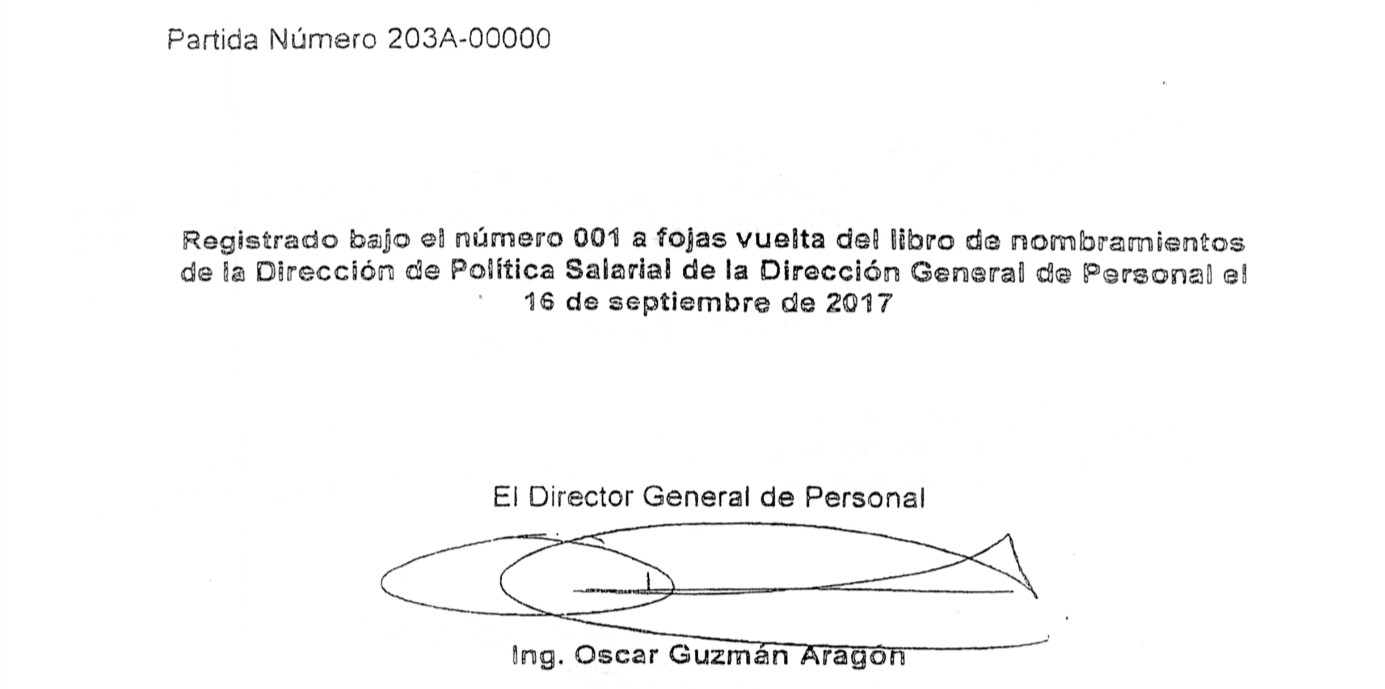 Partida Número 203A-00000
Registrado bajo el número 001 a fojas vuelta del libro de nombramientos
de la Dirección de Política Salarial de la Dirección General de Personal el
16 de septiembre de 2017
El Director General de Personal
Ing. Oscar Guzmán Aragón